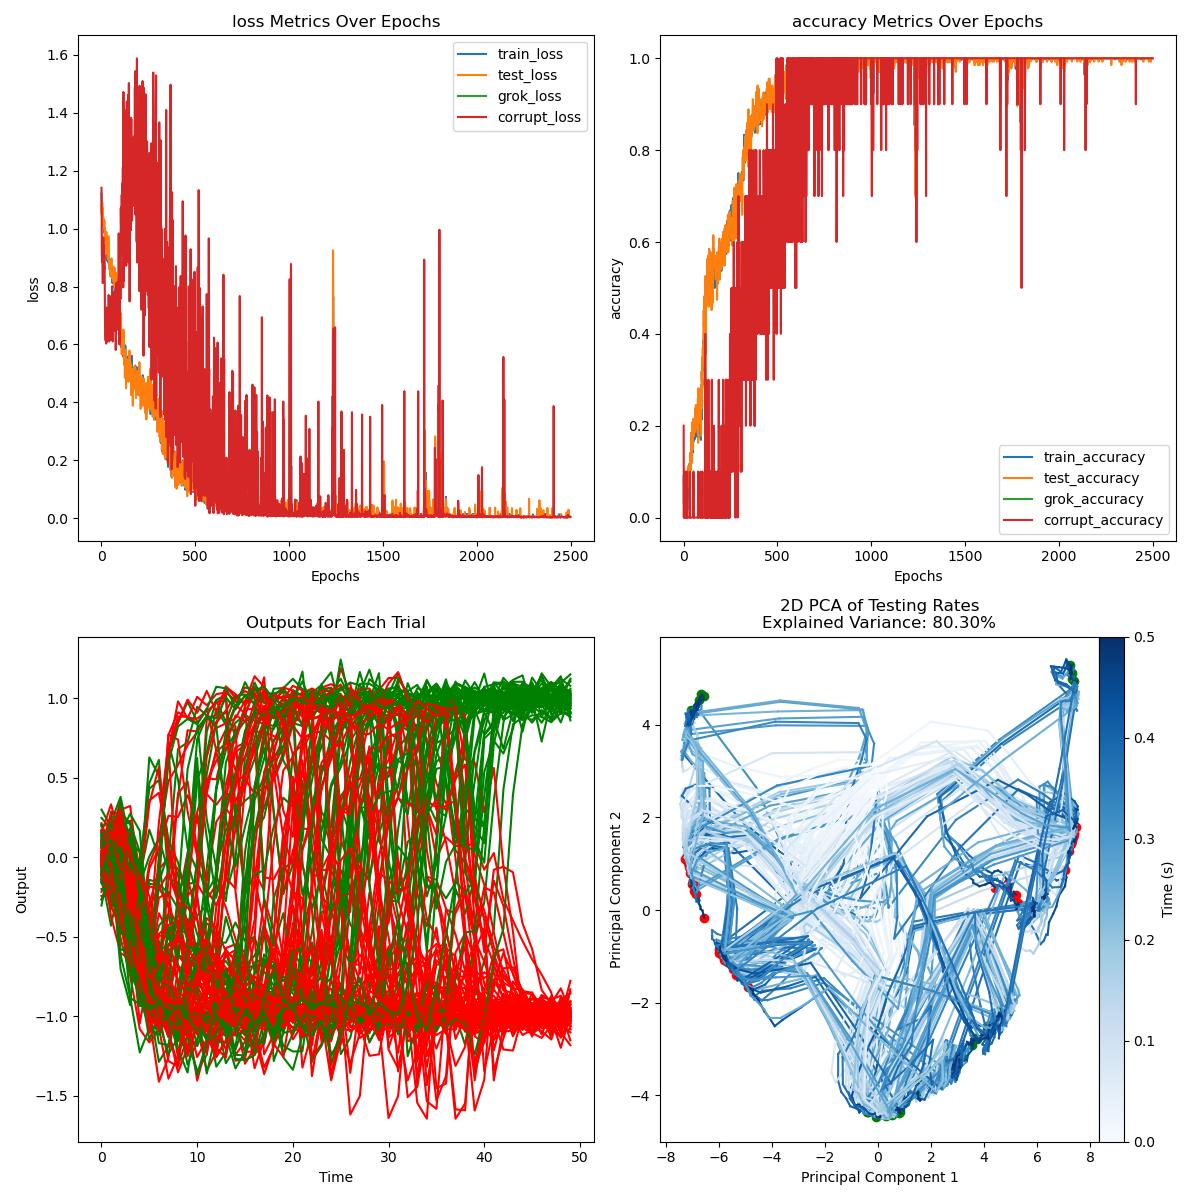 loss Metrics Over Epochs
1.6
1.4
1.2
1.0
0.8
0.6
0.4
0.2
0.0
loss
0
500
1000
1500
2000
2500
Epochs
train_loss
test_loss
grok_loss
corrupt_loss
accuracy Metrics Over Epochs
1.0
0.8
0.6
0.4
0.2
0.0
accuracy
0
500
1000
1500
2000
2500
Epochs
train_accuracy
test_accuracy
grok_accuracy
corrupt_accuracy
Outputs for Each Trial
1.0
0.5
0.0
−0.5
−1.0
−1.5
Output
0
10
20
30
40
50
Time
2D PCA of Testing Rates
Explained Variance: 80.30%
4
2
0
−2
−4
Principal Component 2
−8
−6
−4
−2
0
2
4
6
8
Principal Component 1
0.5
0.4
0.3
0.2
0.1
0.0
Time (s)